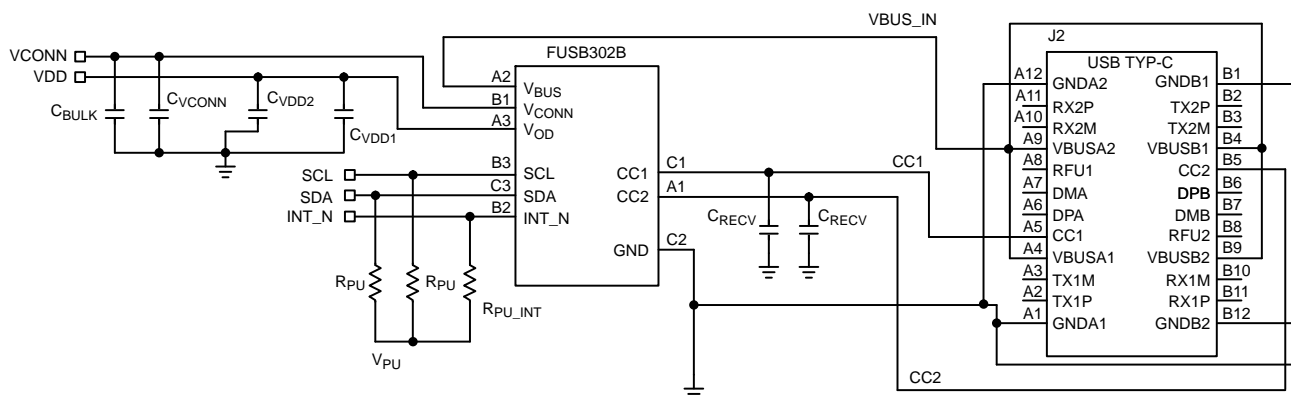 VBUS_IN
J2
FUSB302B
USB TYP-C
VCONN
VDD
CBULK
CVCONN
CVDD2
CVDD1
A2 VBUS
B1 VCONN
A3 VOD
SCL B3 SCL
SDA C3 SDA
INT_N B2 INT_N
CC1 C1 CC1
CC2 A1
GND C2
CRECV CRECV
RPU RPU RPU_INT
VPU
CC2
A12 GNDA2 GNDB1 B1
A11 RX2P TX2P B2
A10 RX2M TX2M B3
A9 VBUSA2 VBUSB1 B4
A8 RFU1 CC2 B5
A7 DMA DPB B6
A6 DPA DMB B7
A5 CC1 RFU2 B8
A4 VBUSA1 VBUSB2 B9
A3 TX1M RX1M B10
A2 TX1P RX1P B11
A1 GNDA1 GNDB2 B12